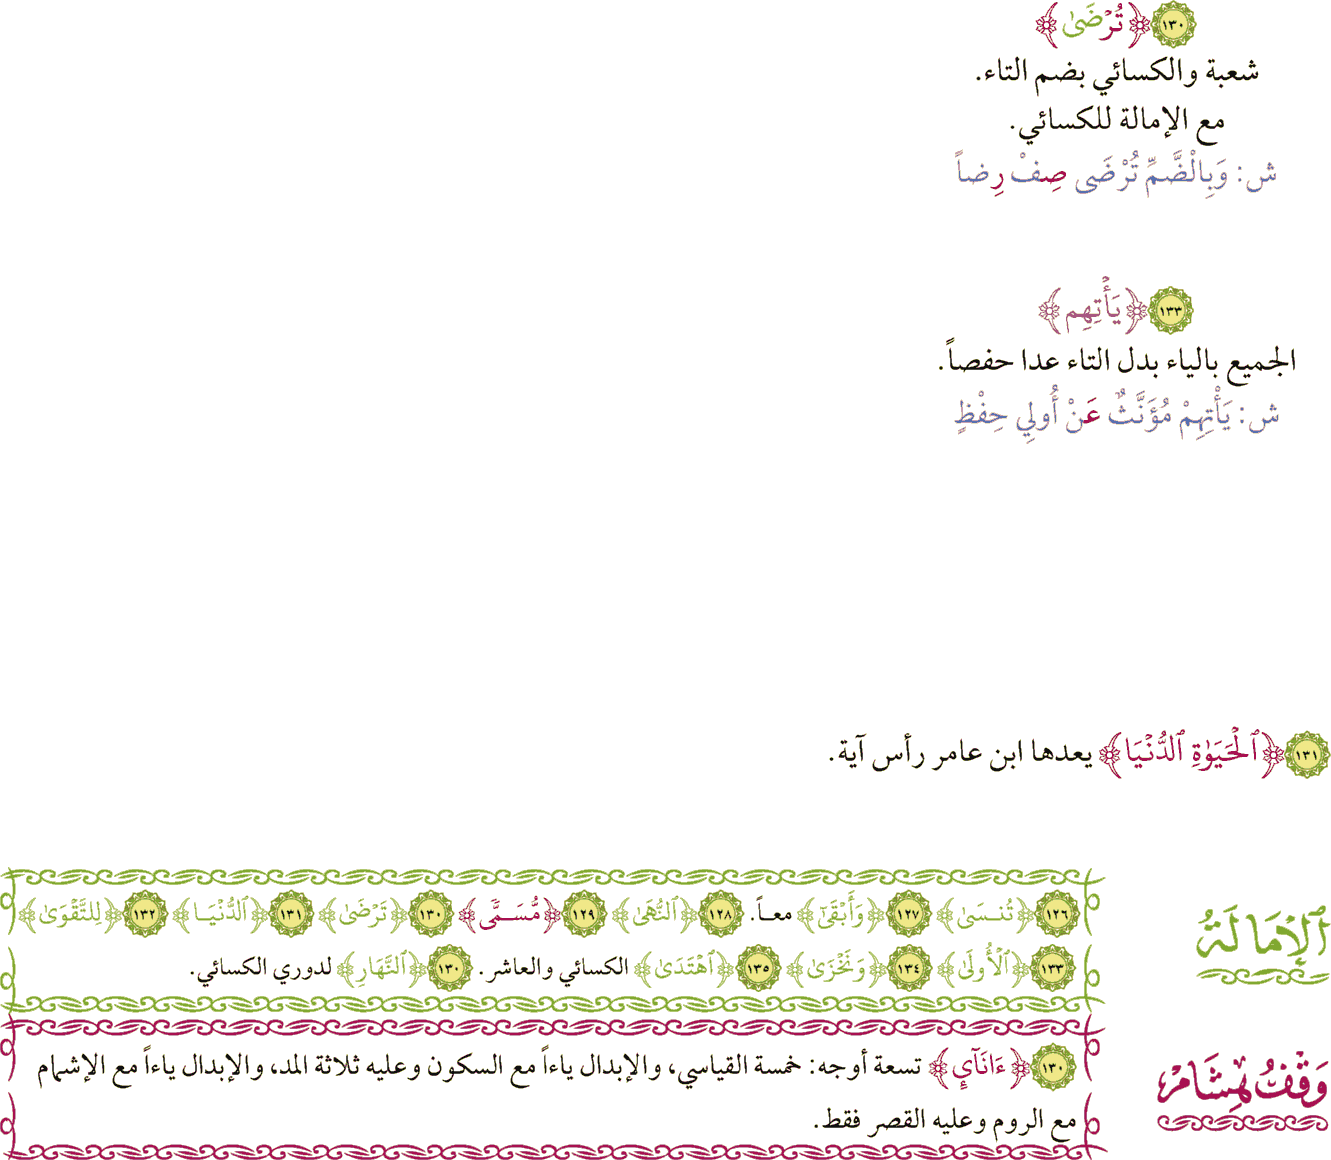 ١٣٠ ﴿تُرْضَىٰ﴾
شعبة والكسائي بضم التاء.
مع الإمالة للكسائي.
ش: وَبِالْضَّمِّ تُرْضَى صِفْ رِضاً
١٣٣ ﴿يَأْتِهِم﴾
الجميع بالياء بدل التاء عدا حفصاً.
ش: يَأْتِهِمْ مُؤَنَّثٌ عَنْ أُولِي حِفْظٍ
١٣١ ﴿ٱلْحَيَوٰةِ ٱلدُّنْيَا﴾ يعدها ابن عامر رأس آية.
ٱلْإِمَالَةُ
١٢٦ ﴿تُنسَىٰ﴾ ١٢٧ ﴿وَأَبْقَىٰٓ﴾ معاً. ١٢٨ ﴿ٱلنُّهَىٰ﴾ ١٢٩ ﴿مُّسَمًّى﴾ ١٣٠ ﴿تَرْضَىٰ﴾ ١٣١ ﴿ٱلدُّنْيَا﴾ ١٣٢ ﴿لِلتَّقْوَىٰ﴾
١٣٣ ﴿ٱلْأُولَىٰ﴾ ١٣٤ ﴿وَنَخْزَىٰ﴾ ١٣٥ ﴿ٱهْتَدَىٰ﴾ الكسائي والعاشر. ١٣٠ ﴿ٱلنَّهَارِ﴾ لدوري الكسائي.
وَقْفُ هِشَامٍ
١٣٠ ﴿ءَانَآيِٕ﴾ تسعة أوجه: خمسة القياسي، والإبدال ياءاً مع السكون وعليه ثلاثة المد، والإبدال ياءاً مع الإشمام
مع الروم وعليه القصر فقط.